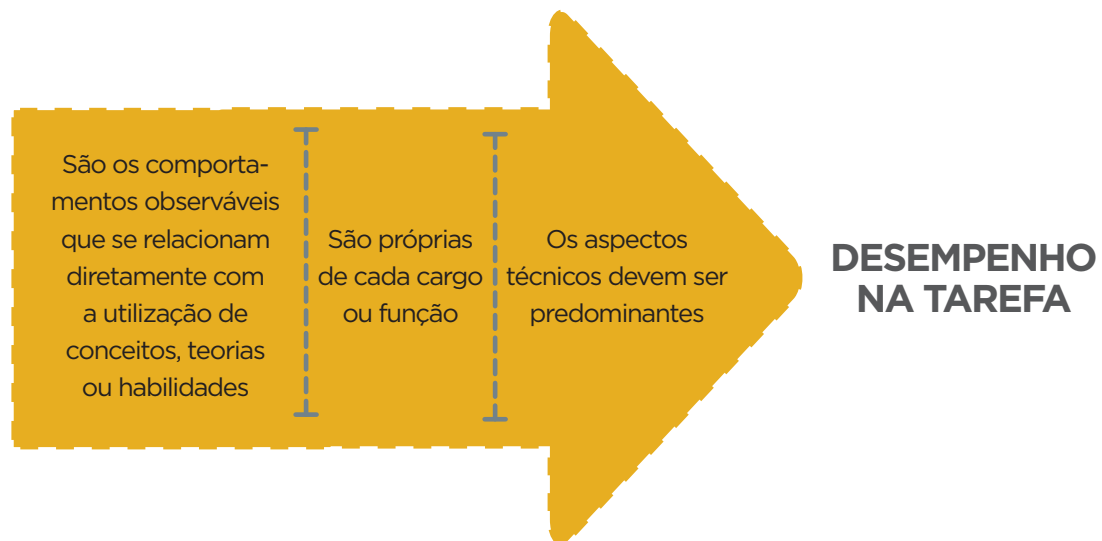 São os comporta-
mentos observáveis
que se relacionam
diretamente com
a utilização de
conceitos, teorias
ou habilidades
São próprias
de cada cargo
ou função
Os aspectos
técnicos devem ser
predominantes
DESEMPENHO
NA TAREFA